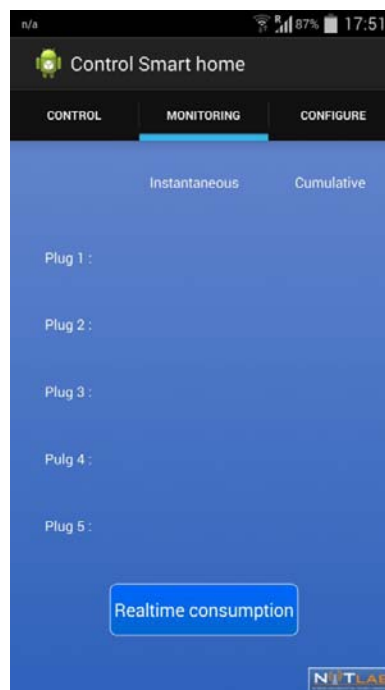 n/a 87% 17:51
Control Smart home
CONTROL MONITORING CONFIGURE
Instantaneous Cumulative
Plug 1 :
Plug 2 :
Plug 3 :
Pulg 4 :
Plug 5 :
Realtime consumption
NITLAB